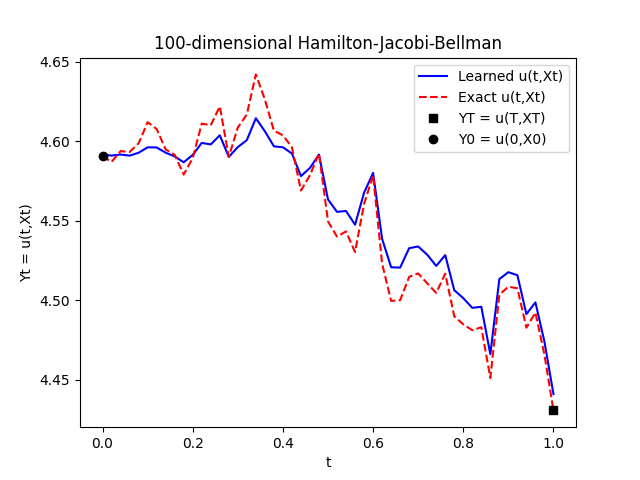 100-dimensional Hamilton-Jacobi-Bellman
4.65
4.60
4.55
4.50
4.45
Yt = u(t,Xt)
Learned u(t,Xt)
Exact u(t,Xt)
YT = u(T,XT)
Y0 = u(0,X0)
0.0 0.2 0.4 0.6 0.8 1.0
t